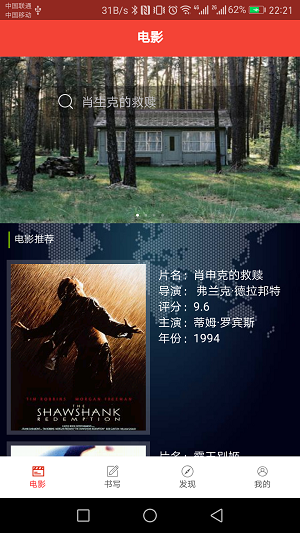 中国联通
中国移动
31B/s 62% 22:21
电影
肖生克的救赎
电影推荐
片名：肖申克的救赎
导演： 弗兰克·德拉邦特
评分：9.6
主演：蒂姆·罗宾斯
年份：1994
TIM ROBBINS MORGAN FREEMAN
THE
SHAWSHANK
REDEMPTION
片名：霸王别姬
电影 书写 发现 我的